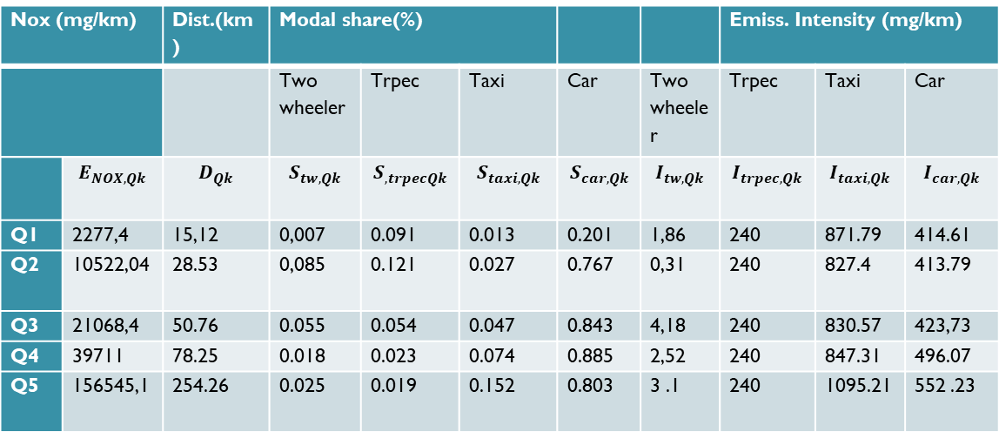 Nox (mg/km) Dist.(km Modal share(%) Emiss. Intensity (mg/km)
)
Two Trpec Taxi Car Two Trpec Taxi Car
wheeler wheele
r
E_{NOX,Qk} D_{Qk} S_{tw,Qk} S_{,trpecQk} S_{taxi,Qk} S_{car,Qk} I_{tw,Qk} I_{trpec,Qk} I_{taxi,Qk} I_{car,Qk}
Q1 2277,4 15,12 0,007 0.091 0.013 0.201 1,86 240 871.79 414.61
Q2 10522,04 28.53 0,085 0.121 0.027 0.767 0,31 240 827.4 413.79
Q3 21068,4 50.76 0.055 0.054 0.047 0.843 4,18 240 830.57 423,73
Q4 39711 78.25 0.018 0.023 0.074 0.885 2,52 240 847.31 496.07
Q5 156545,1 254.26 0.025 0.019 0.152 0.803 3 .1 240 1095.21 552 .23